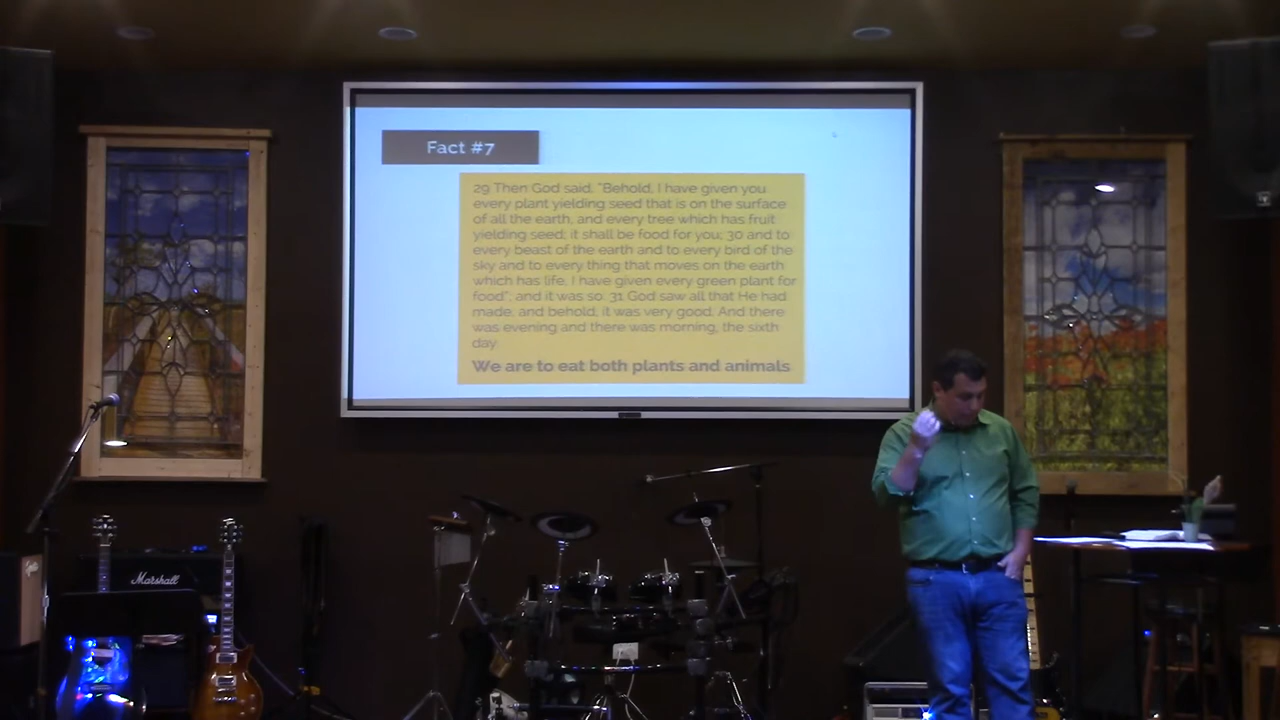 Fact #7
29 Then God said, "Behold, I have given you
every plant yielding seed that is on the surface
of all the earth, and every tree which has fruit
yielding seed; it shall be food for you; 30 and to
every beast of the earth and to every bird of the
sky and to every thing that moves on the earth
which has life, I have given every green plant for
food"; and it was so. 31 God saw all that He had
made, and behold, it was very good. And there
was evening and there was morning, the sixth
day.
We are to eat both plants and animals
Marshall